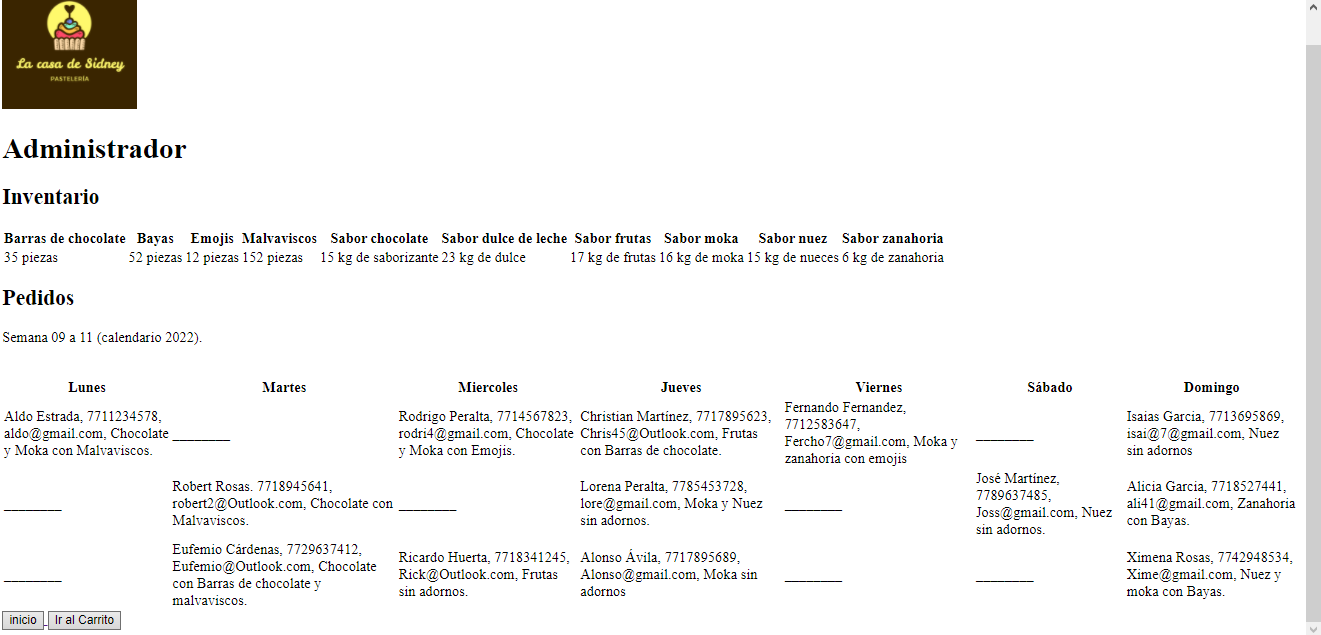 La casa de Sidney
PASTELERÍA
Administrador
Inventario
Barras de chocolate Bayas Emojis Malvaviscos Sabor chocolate Sabor dulce de leche Sabor frutas Sabor moka Sabor nuez Sabor zanahoria
35 piezas 52 piezas 12 piezas 152 piezas 15 kg de saborizante 23 kg de dulce 17 kg de frutas 16 kg de moka 15 kg de nueces 6 kg de zanahoria
Pedidos
Semana 09 a 11 (calendario 2022).
Lunes Martes Miercoles Jueves Viernes Sábado Domingo
Aldo Estrada, 7711234578,
aldo@gmail.com, Chocolate
y Moka con Malvaviscos.
________
Rodrigo Peralta, 7714567823,
rodri4@gmail.com, Chocolate
y Moka con Emojis.
Christian Martínez, 7717895623,
Chris45@Outlook.com, Frutas
con Barras de chocolate.
Fernando Fernandez,
7712583647,
Fercho7@gmail.com, Moka y
zanahoria con emojis
________
Isaias Garcia, 7713695869,
isai@7@gmail.com, Nuez
sin adornos
________
Robert Rosas. 7718945641,
robert2@Outlook.com, Chocolate con
Malvaviscos.
________
Lorena Peralta, 7785453728,
lore@gmail.com, Moka y Nuez
sin adornos.
________
José Martínez,
7789637485,
Joss@gmail.com, Nuez
sin adornos.
Alicia Garcia, 7718527441,
ali41@gmail.com, Zanahoria
con Bayas.
________
Eufemio Cárdenas, 7729637412,
Eufemio@Outlook.com, Chocolate
con Barras de chocolate y
malvaviscos.
Ricardo Huerta, 7718341245,
Rick@Outlook.com, Frutas
sin adornos.
Alonso Ávila, 7717895689,
Alonso@gmail.com, Moka sin
adornos
________
________
Ximena Rosas, 7742948534,
Xime@gmail.com, Nuez y
moka con Bayas.
inicio Ir al Carrito